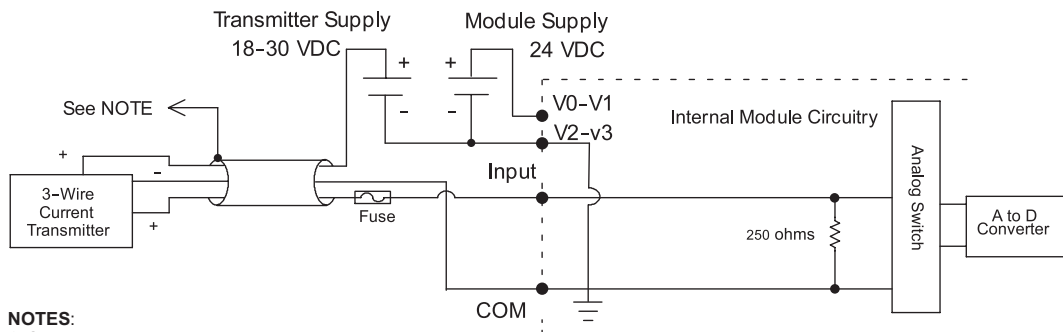 Transmitter Supply
18-30 VDC
Module Supply
24 VDC
+
-
+
-
V0-V1
V2-v3
See NOTE
Internal Module Circuitry
Input
+
-
+
3-Wire
Current
Transmitter
Fuse
250 ohms
Analog Switch
A to D
Converter
COM
NOTES: